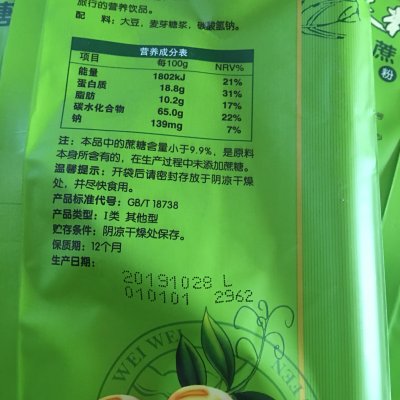 旅行的营养饮品。
配 料：大豆，麦芽糖浆，碳酸氢钠。
营养成分表
项目 每100g NRV%
能量 1802kJ 21%
蛋白质 18.8g 31%
脂肪 10.2g 17%
碳水化合物 65.0g 22%
钠 139mg 7%
注：本品中的蔗糖含量小于9.9%，是原料
本身所含有的，在生产过程中未添加蔗糖。
温馨提示：开袋后请密封存放于阴凉干燥
处，并尽快食用。
产品标准代号：GB/T 18738
产品类型：I类 其他型
贮存条件：阴凉干燥处保存。
保质期：12个月
生产日期：
20191028 L
010101 2962
WEI WEI
FEN
蔗
粉